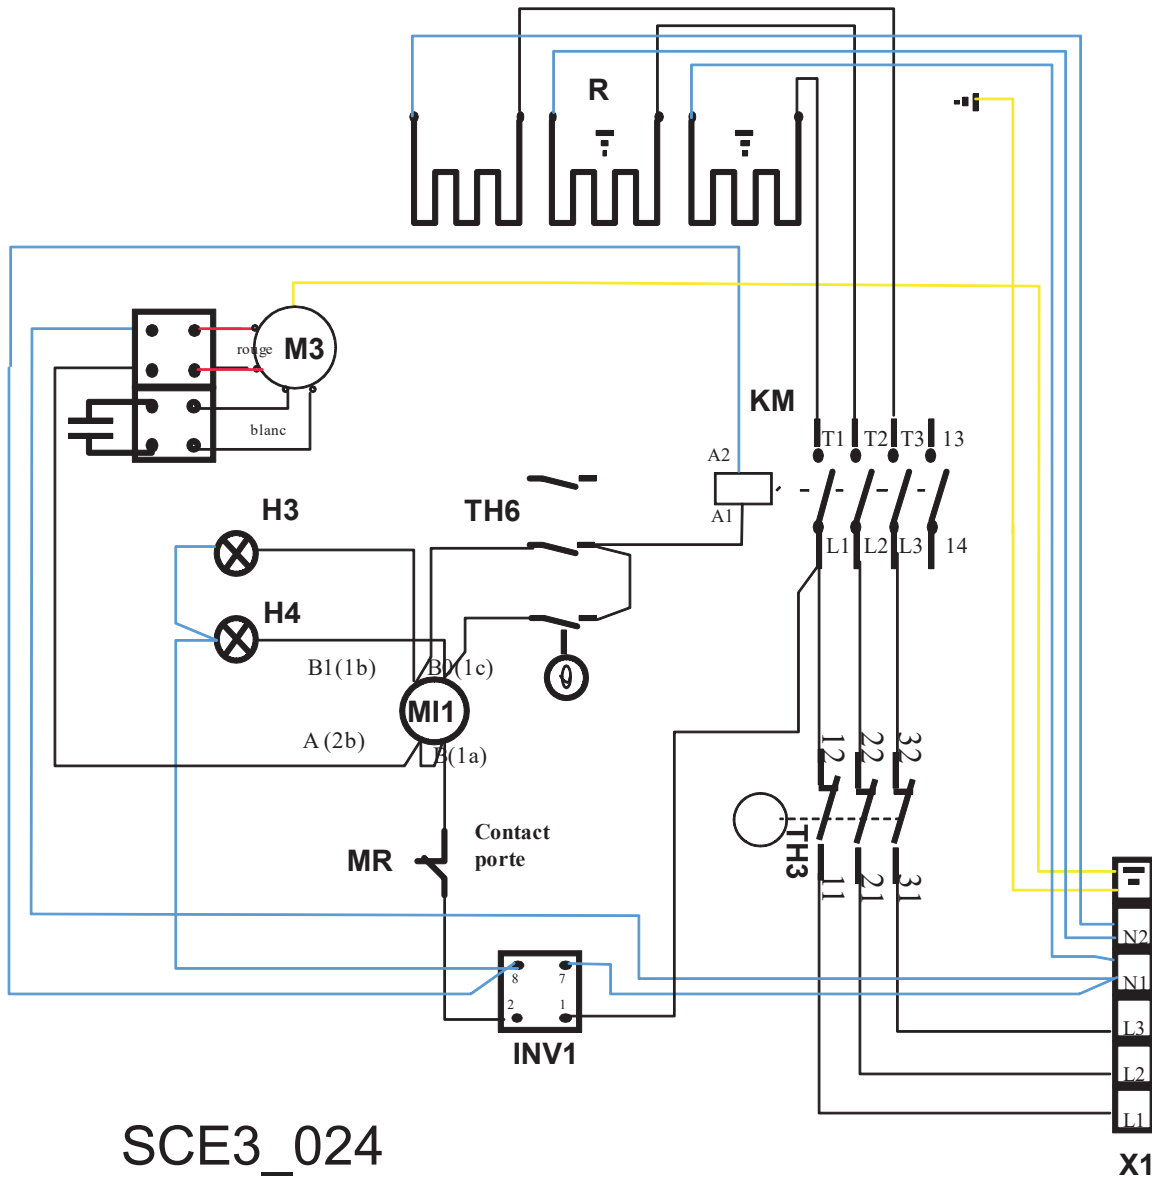 R
M3
rouge
blanc
KM
T1
T2
T3
13
A2
A1
L1
L2
L3
14
H3
TH6
H4
B1(1b)
B0(1c)
MI1
A (2b)
B(1a)
12
22
32
Contact
porte
MR
TH3
11
21
31
N2
N1
8
7
2
1
L3
INV1
L2
L1
SCE3_024
X1